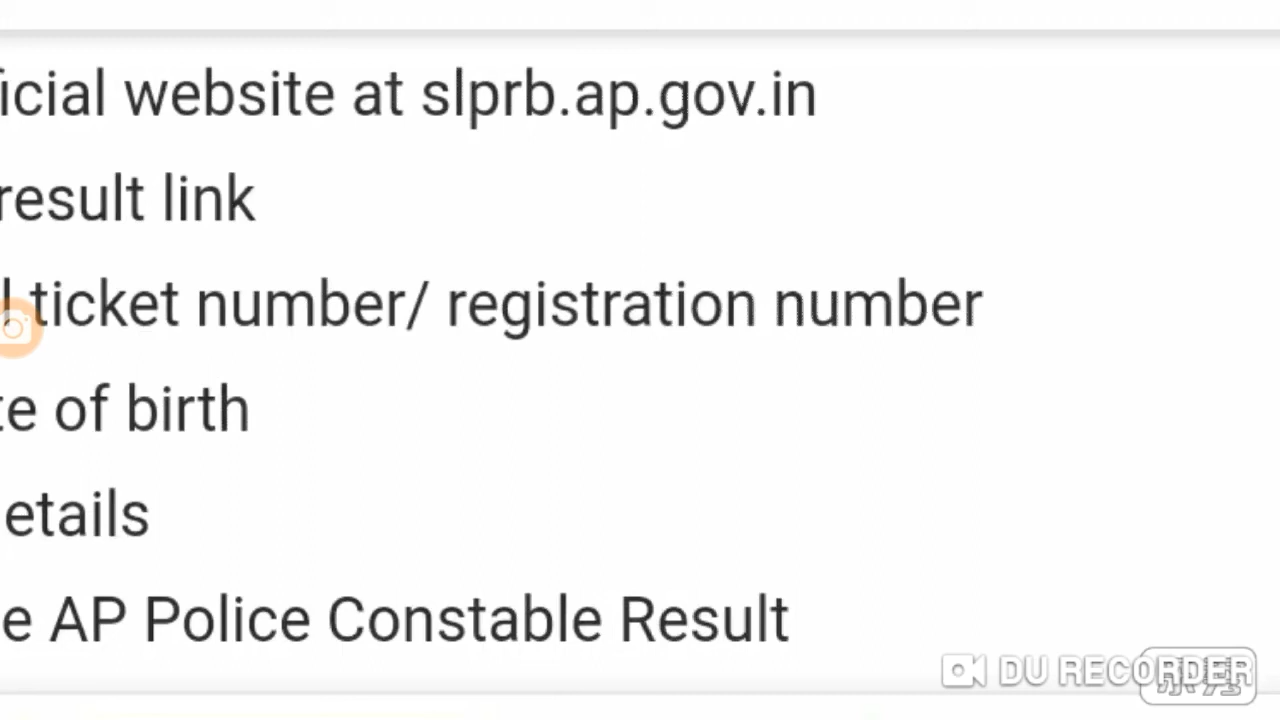 ficial website at slprb.ap.gov.in
result link
l ticket number/ registration number
te of birth
etails
e AP Police Constable Result
DU RECORDER